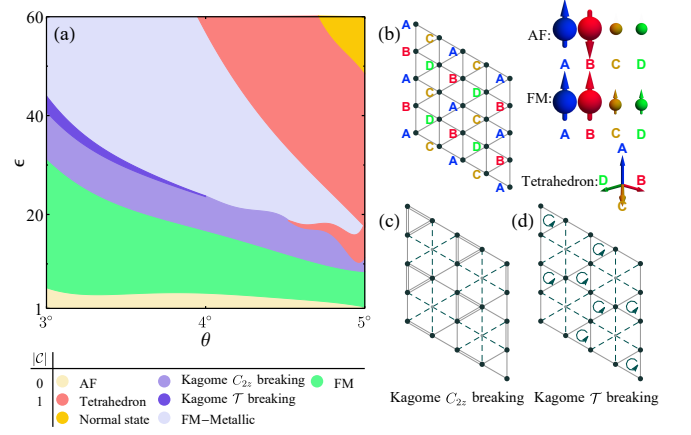 (a)
60
40
20
1
ϵ
3° 4° 5°
θ
|C|
0 AF Kagome C2z breaking FM
1 Tetrahedron Kagome T breaking
Normal state FM-Metallic
(b)
A
C
B A
D C
A B A
C D C
B A B
D C D
A B A
C D C
A B
C D
A B
C
A
AF:
A B C D
FM:
A B C D
Tetrahedron:
A
D B
C
(c)
Kagome C2z breaking
(d)
Kagome T breaking